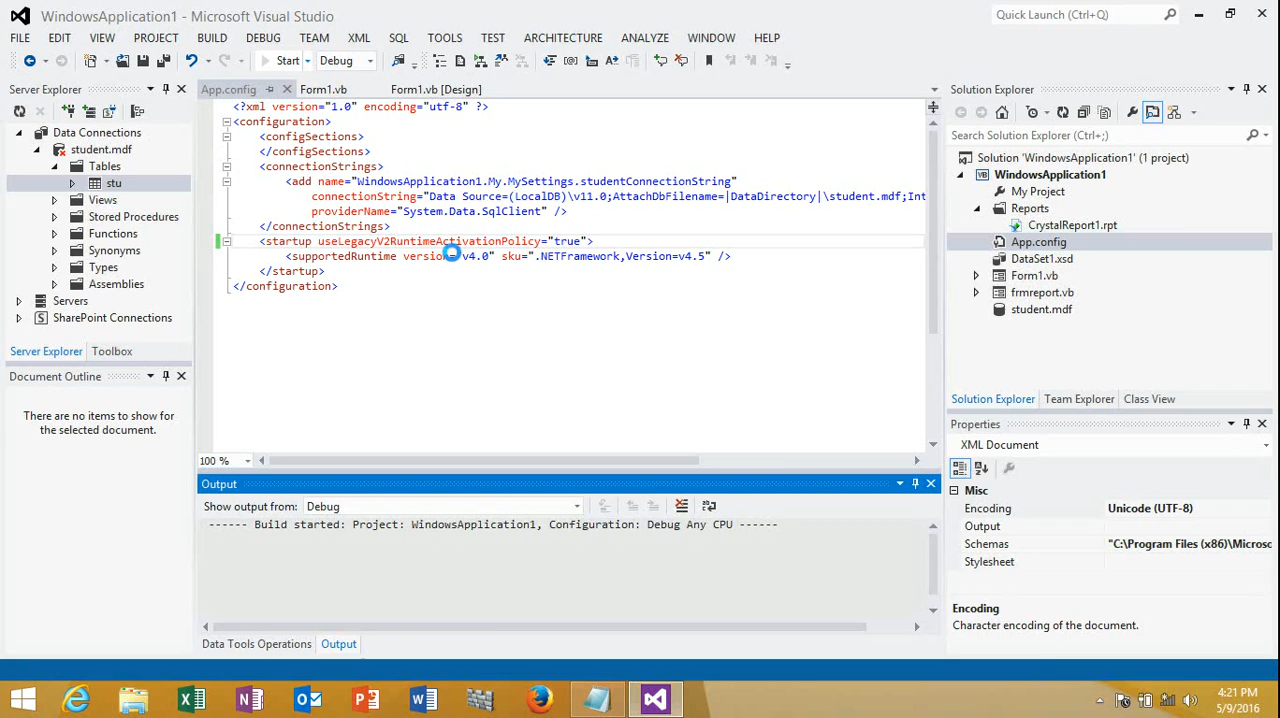 WindowsApplication1 - Microsoft Visual Studio
Quick Launch (Ctrl+Q)
FILE EDIT VIEW PROJECT BUILD DEBUG TEAM XML SQL TOOLS TEST ARCHITECTURE ANALYZE WINDOW HELP
Start Debug
Server Explorer
Data Connections
student.mdf
Tables
stu
Views
Stored Procedures
Functions
Synonyms
Types
Assemblies
Servers
SharePoint Connections
Server Explorer Toolbox
Document Outline
There are no items to show for
the selected document.
App.config Form1.vb Form1.vb [Design]
<?xml version="1.0" encoding="utf-8" ?>
<configuration>
<configSections>
</configSections>
<connectionStrings>
<add name="WindowsApplication1.My.MySettings.studentConnectionString"
connectionString="Data Source=(LocalDB)\v11.0;AttachDbFilename=|DataDirectory|\student.mdf;Int
providerName="System.Data.SqlClient" />
</connectionStrings>
<startup useLegacyV2RuntimeActivationPolicy="true">
<supportedRuntime version="v4.0" sku=".NETFramework,Version=v4.5" />
</startup>
</configuration>
100 %
Output
Show output from: Debug
------ Build started: Project: WindowsApplication1, Configuration: Debug Any CPU ------
Data Tools Operations Output
Solution Explorer
Search Solution Explorer (Ctrl+;)
Solution 'WindowsApplication1' (1 project)
WindowsApplication1
My Project
Reports
CrystalReport1.rpt
App.config
DataSet1.xsd
Form1.vb
frmreport.vb
student.mdf
Solution Explorer Team Explorer Class View
Properties
XML Document
Misc
Encoding Unicode (UTF-8)
Output
Schemas "C:\Program Files (x86)\Microso
Stylesheet
Encoding
Character encoding of the document.
4:21 PM
5/9/2016